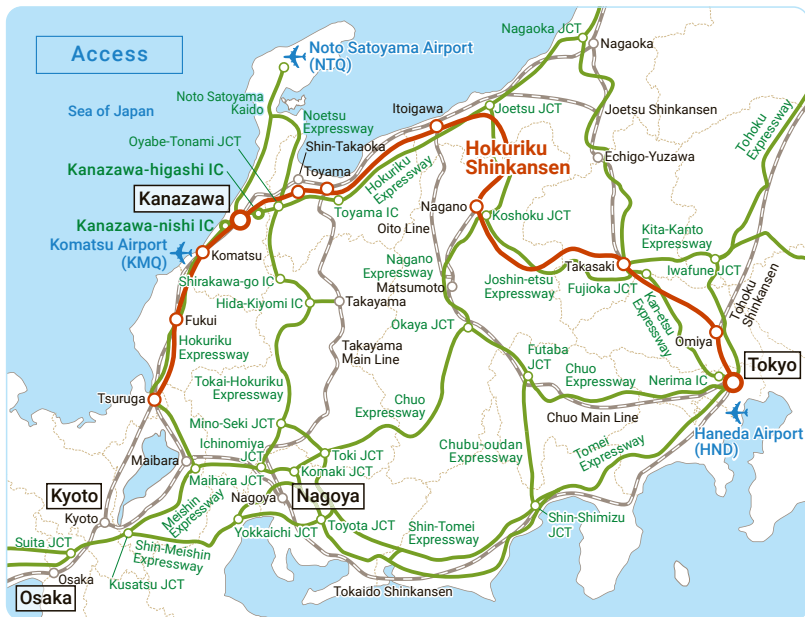 Access
Noto Satoyama Airport
(NTQ)
Nagaoka JCT
Nagaoka
Sea of Japan
Noto Satoyama
Kaido
Noetsu
Expressway
Itoigawa
Joetsu JCT
Joetsu Shinkansen
Tohoku
Expressway
Oyabe-Tonami JCT
Shin-Takaoka
Toyama
Hokuriku
Expressway
Hokuriku
Shinkansen
Echigo-Yuzawa
Kanazawa-higashi IC
Kanazawa
Toyama IC
Nagano
Koshoku JCT
Kanazawa-nishi IC
Oito Line
Kita-Kanto
Expressway
Komatsu Airport
(KMQ)
Komatsu
Nagano
Expressway
Matsumoto
Joshin-etsu
Expressway
Takasaki
Iwafune JCT
Fujioka JCT
Kan-etsu
Expressway
Tohoku
Shinkansen
Shirakawa-go IC
Hida-Kiyomi IC
Takayama
Fukui
Okaya JCT
Omiya
Hokuriku
Expressway
Takayama
Main Line
Futaba
JCT
Chuo
Expressway
Nerima IC
Tokyo
Tsuruga
Tokai-Hokuriku
Expressway
Chuo
Expressway
Chuo Main Line
Mino-Seki JCT
Ichinomiya
JCT
Toki JCT
Chubu-oudan
Expressway
Tomei
Expressway
Haneda Airport
(HND)
Maibara
Maihara JCT
Komaki JCT
Kyoto
Kyoto
Meishin
Expressway
Nagoya
Nagoya
Yokkaichi JCT
Toyota JCT
Shin-Tomei
Expressway
Shin-Shimizu
JCT
Suita JCT
Shin-Meishin
Expressway
Osaka
Osaka
Kusatsu JCT
Tokaido Shinkansen